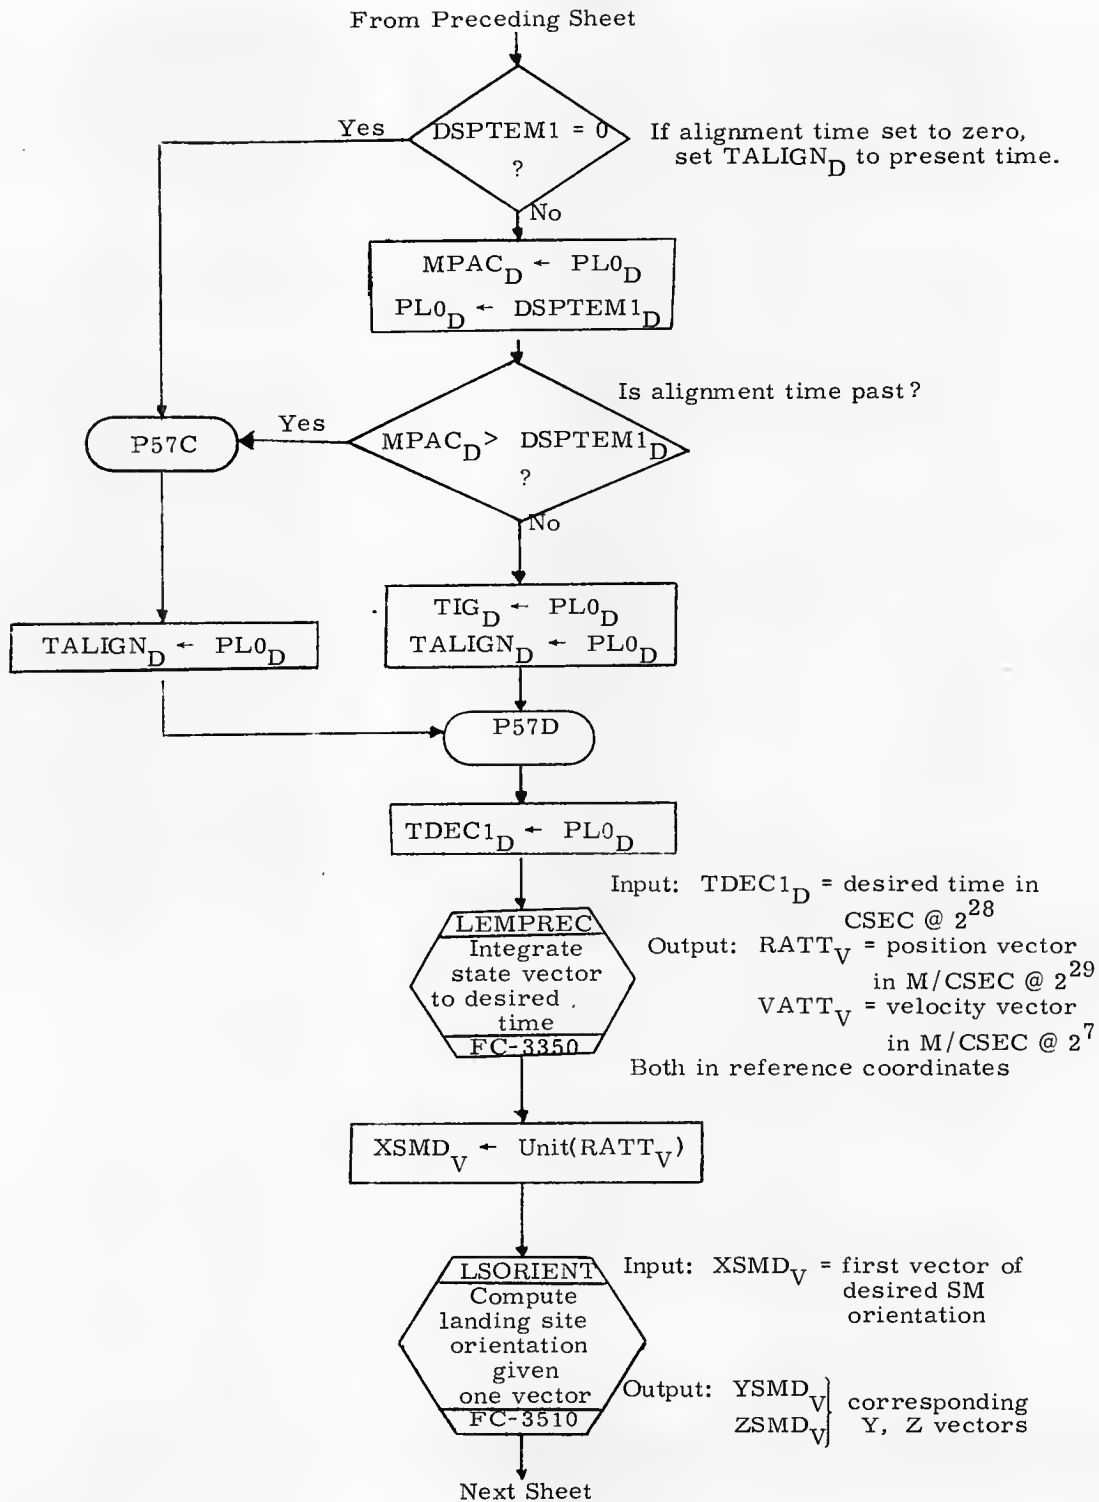 From Preceding Sheet
DSPTEM1 = 0
?
Yes
If alignment time set to zero,
set TALIGN_D to present time.
No
MPAC_D ← PL0_D
PL0_D ← DSPTEM1_D
Is alignment time past?
MPAC_D > DSPTEM1_D
?
Yes
P57C
No
TIG_D ← PL0_D
TALIGN_D ← PL0_D
TALIGN_D ← PL0_D
P57D
TDEC1_D ← PL0_D
Input: TDEC1_D = desired time in
CSEC @ 2^28
LEMPREC
Integrate
state vector
to desired
time
FC-3350
Output: RATT_V = position vector
in M/CSEC @ 2^29
VATT_V = velocity vector
in M/CSEC @ 2^7
Both in reference coordinates
XSMD_V ← Unit(RATT_V)
LSORIENT
Compute
landing site
orientation
given
one vector
FC-3510
Input: XSMD_V = first vector of
desired SM
orientation
Output: YSMD_V } corresponding
ZSMD_V } Y, Z vectors
Next Sheet